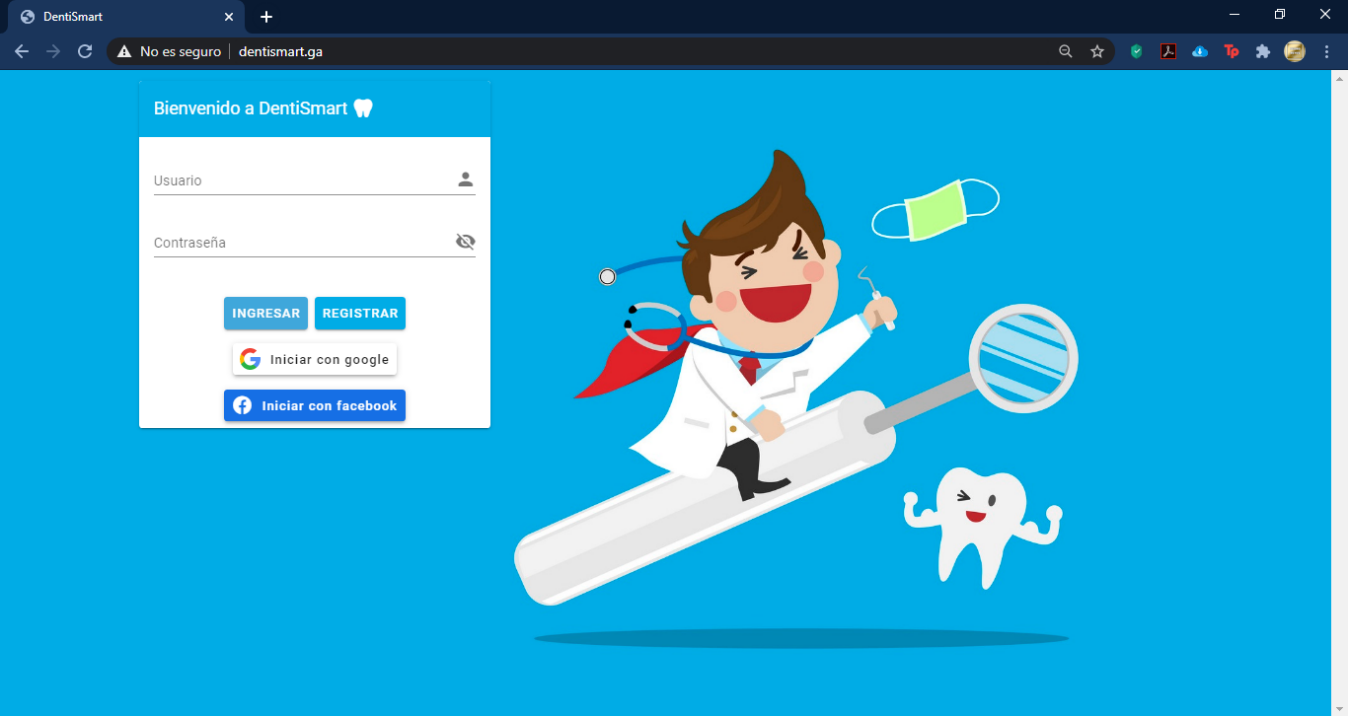 DentiSmart
No es seguro
dentismart.ga
Bienvenido a DentiSmart
Usuario
Contraseña
INGRESAR
REGISTRAR
Iniciar con google
Iniciar con facebook